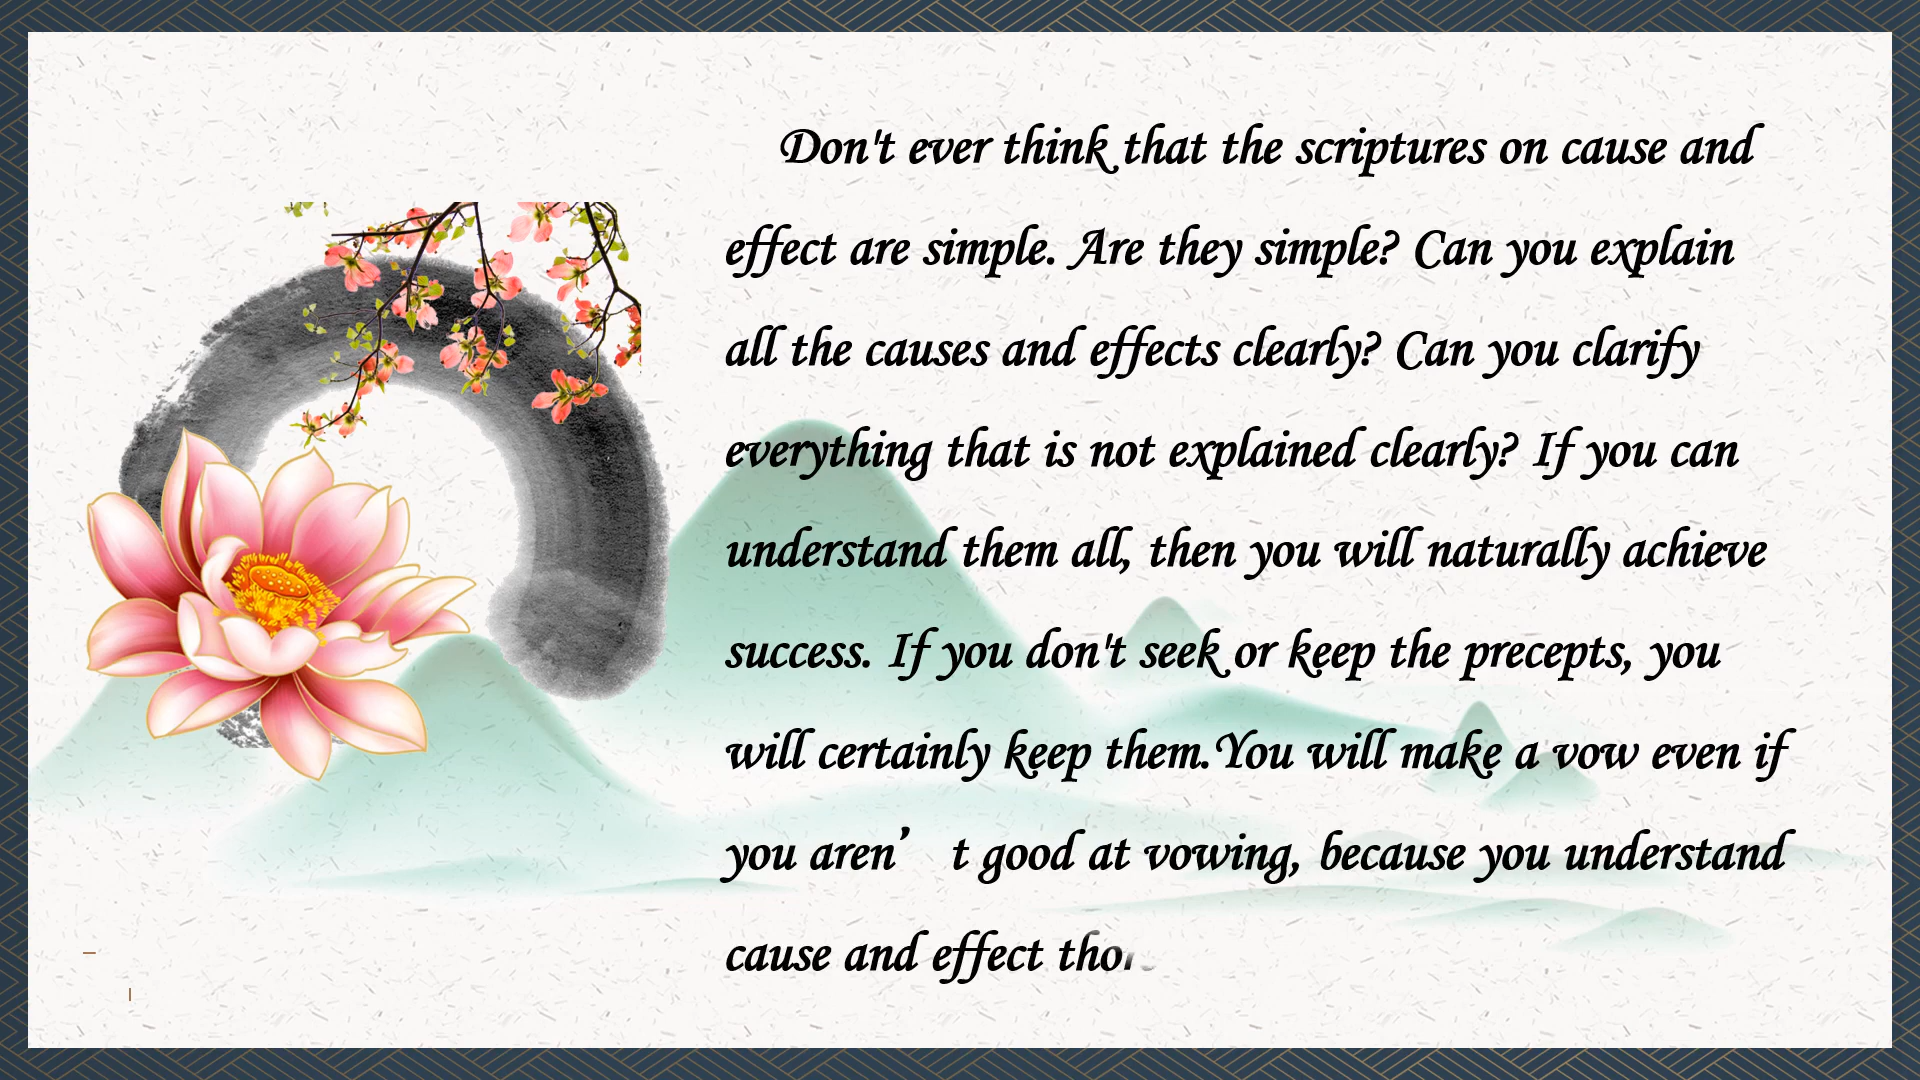 Don't ever think that the scriptures on cause and
effect are simple. Are they simple? Can you explain
all the causes and effects clearly? Can you clarify
everything that is not explained clearly? If you can
understand them all, then you will naturally achieve
success. If you don't seek or keep the precepts, you
will certainly keep them.You will make a vow even if
you aren’ t good at vowing, because you understand
cause and effect